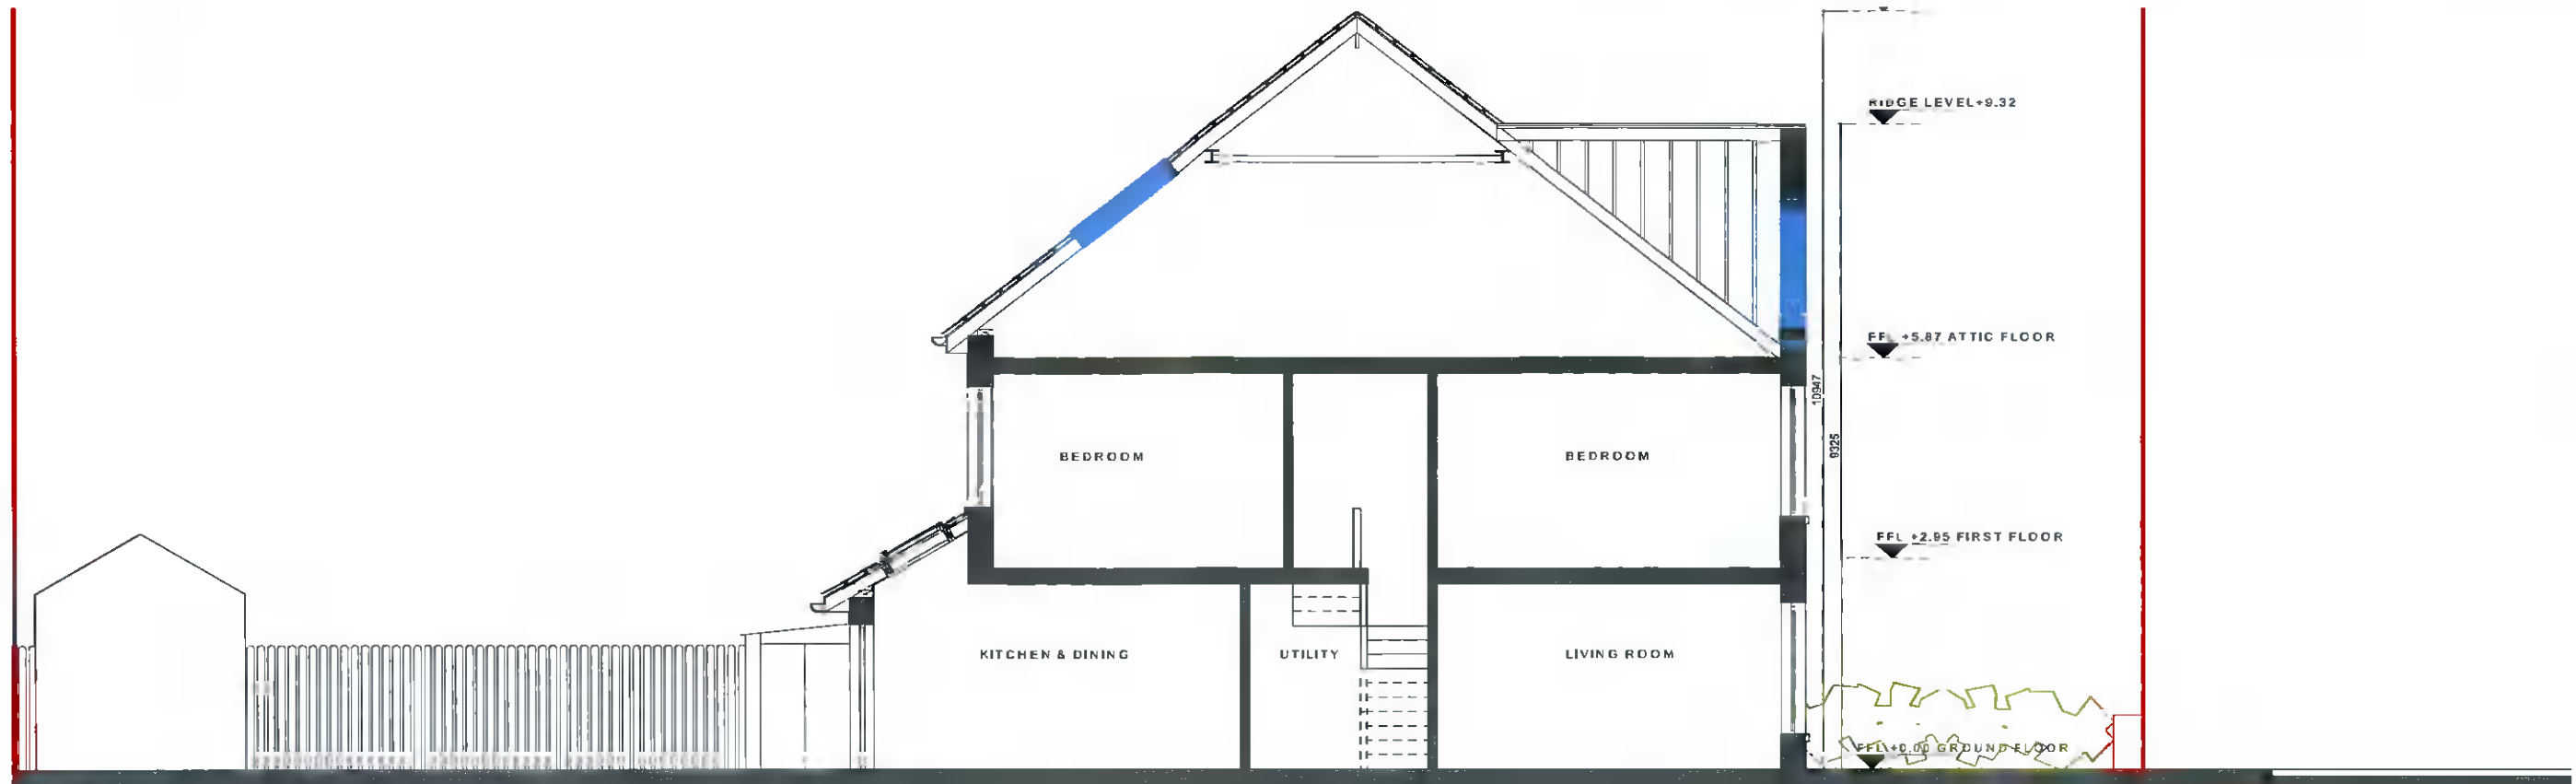 RIDGE LEVEL+9.32
FFL +5.87 ATTIC FLOOR
10947
9325
BEDROOM
BEDROOM
FFL +2.95 FIRST FLOOR
KITCHEN & DINING
UTILITY
LIVING ROOM
FFL +0.00 GROUND FLOOR